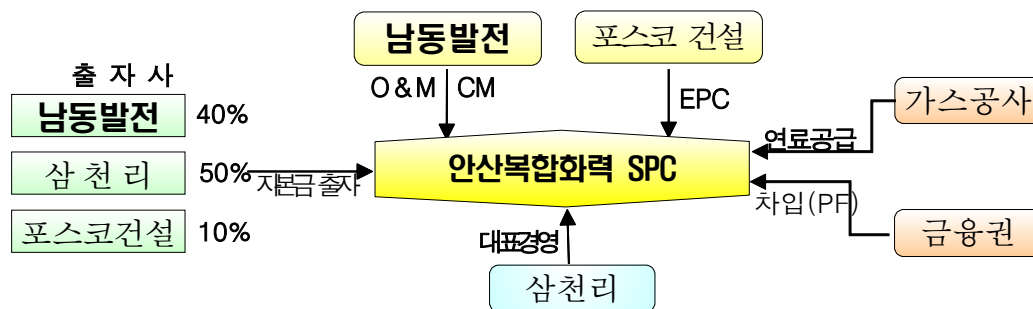 남동발전
포스코 건설
출 자 사
O & M CM
EPC
가스공사
남동발전 40%
연료공급
안산복합화력 SPC
삼 천 리 50%
자본금 출자
차입(PF)
포스코건설 10%
금융권
대표경영
삼천리